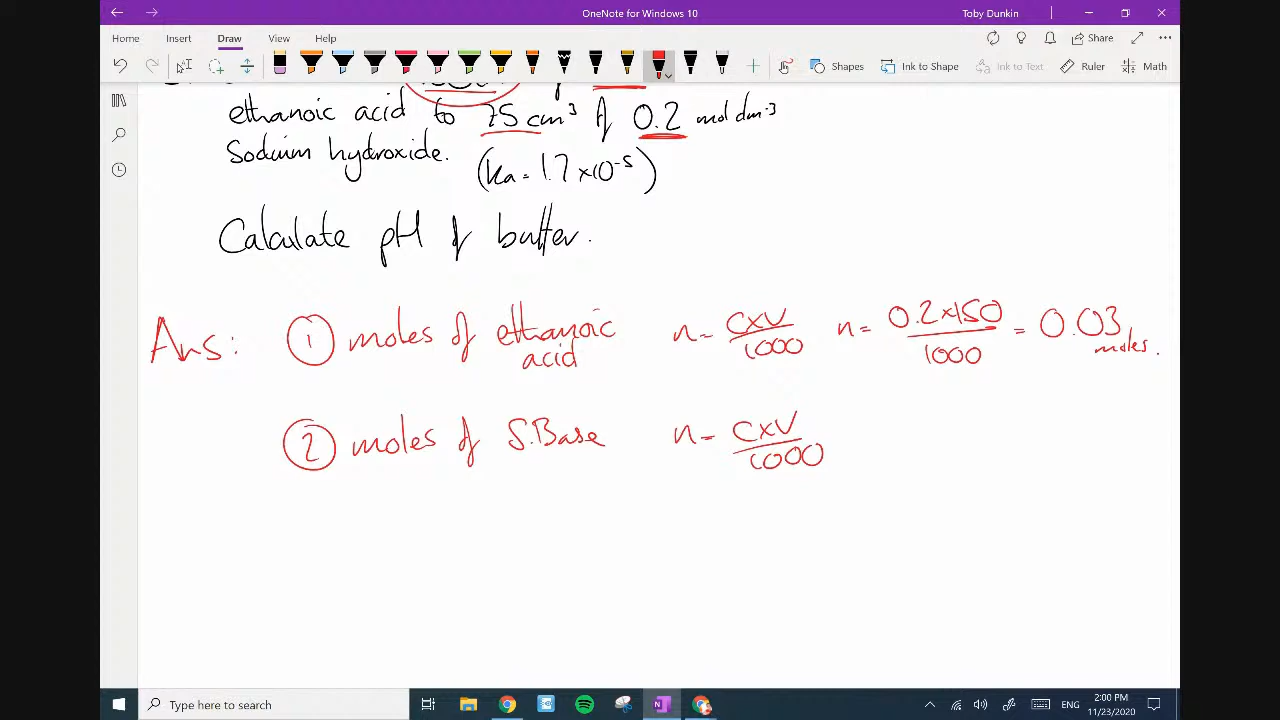 OneNote for Windows 10
Toby Dunkin
Home Insert Draw View Help
Share
Shapes Ink to Shape Ink to Text Ruler Math
ethanoic acid to 75 cm³ of 0.2 mol dm-3
Sodium hydroxide. (ka = 1.7 ×10-5)
Calculate pH of buffer.
Ans: ① moles of ethanoic acid n= CxV/1000 n= 0.2×150/1000 = 0.03 moles.
② moles of S.Base n= CxV/1000
Type here to search
ENG
2:00 PM
11/23/2020